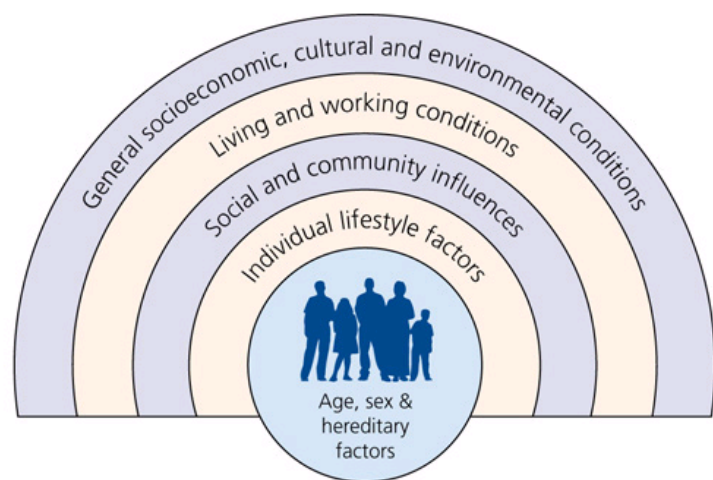 General socioeconomic, cultural and environmental conditions
Living and working conditions
Social and community influences
Individual lifestyle factors
Age, sex &
hereditary
factors